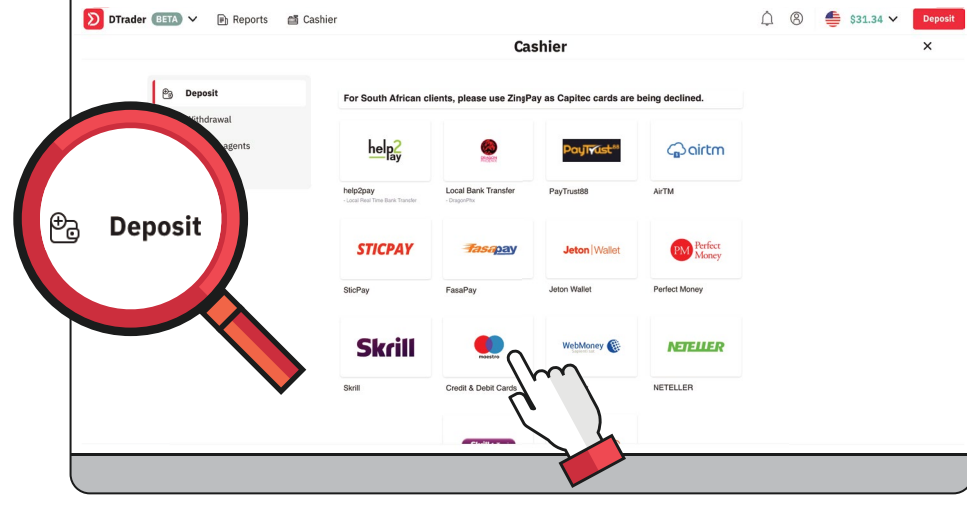 DTrader BETA Reports Cashier $31.34 Deposit
Cashier
Deposit
agents
Deposit
For South African clients, please use ZingPay as Capitec cards are being declined.
help2
pay
PayTrust88
airtm
help2pay
- Local Real Time Bank Transfer
Local Bank Transfer
- DragonPhx
PayTrust88
AirTM
STICPAY
fasapay
Jeton Wallet
PM Perfect Money
SticPay
FasaPay
Jeton Wallet
Perfect Money
Skrill
maestro
WebMoney
NETELLER
Skrill
Credit & Debit Cards
NETELLER